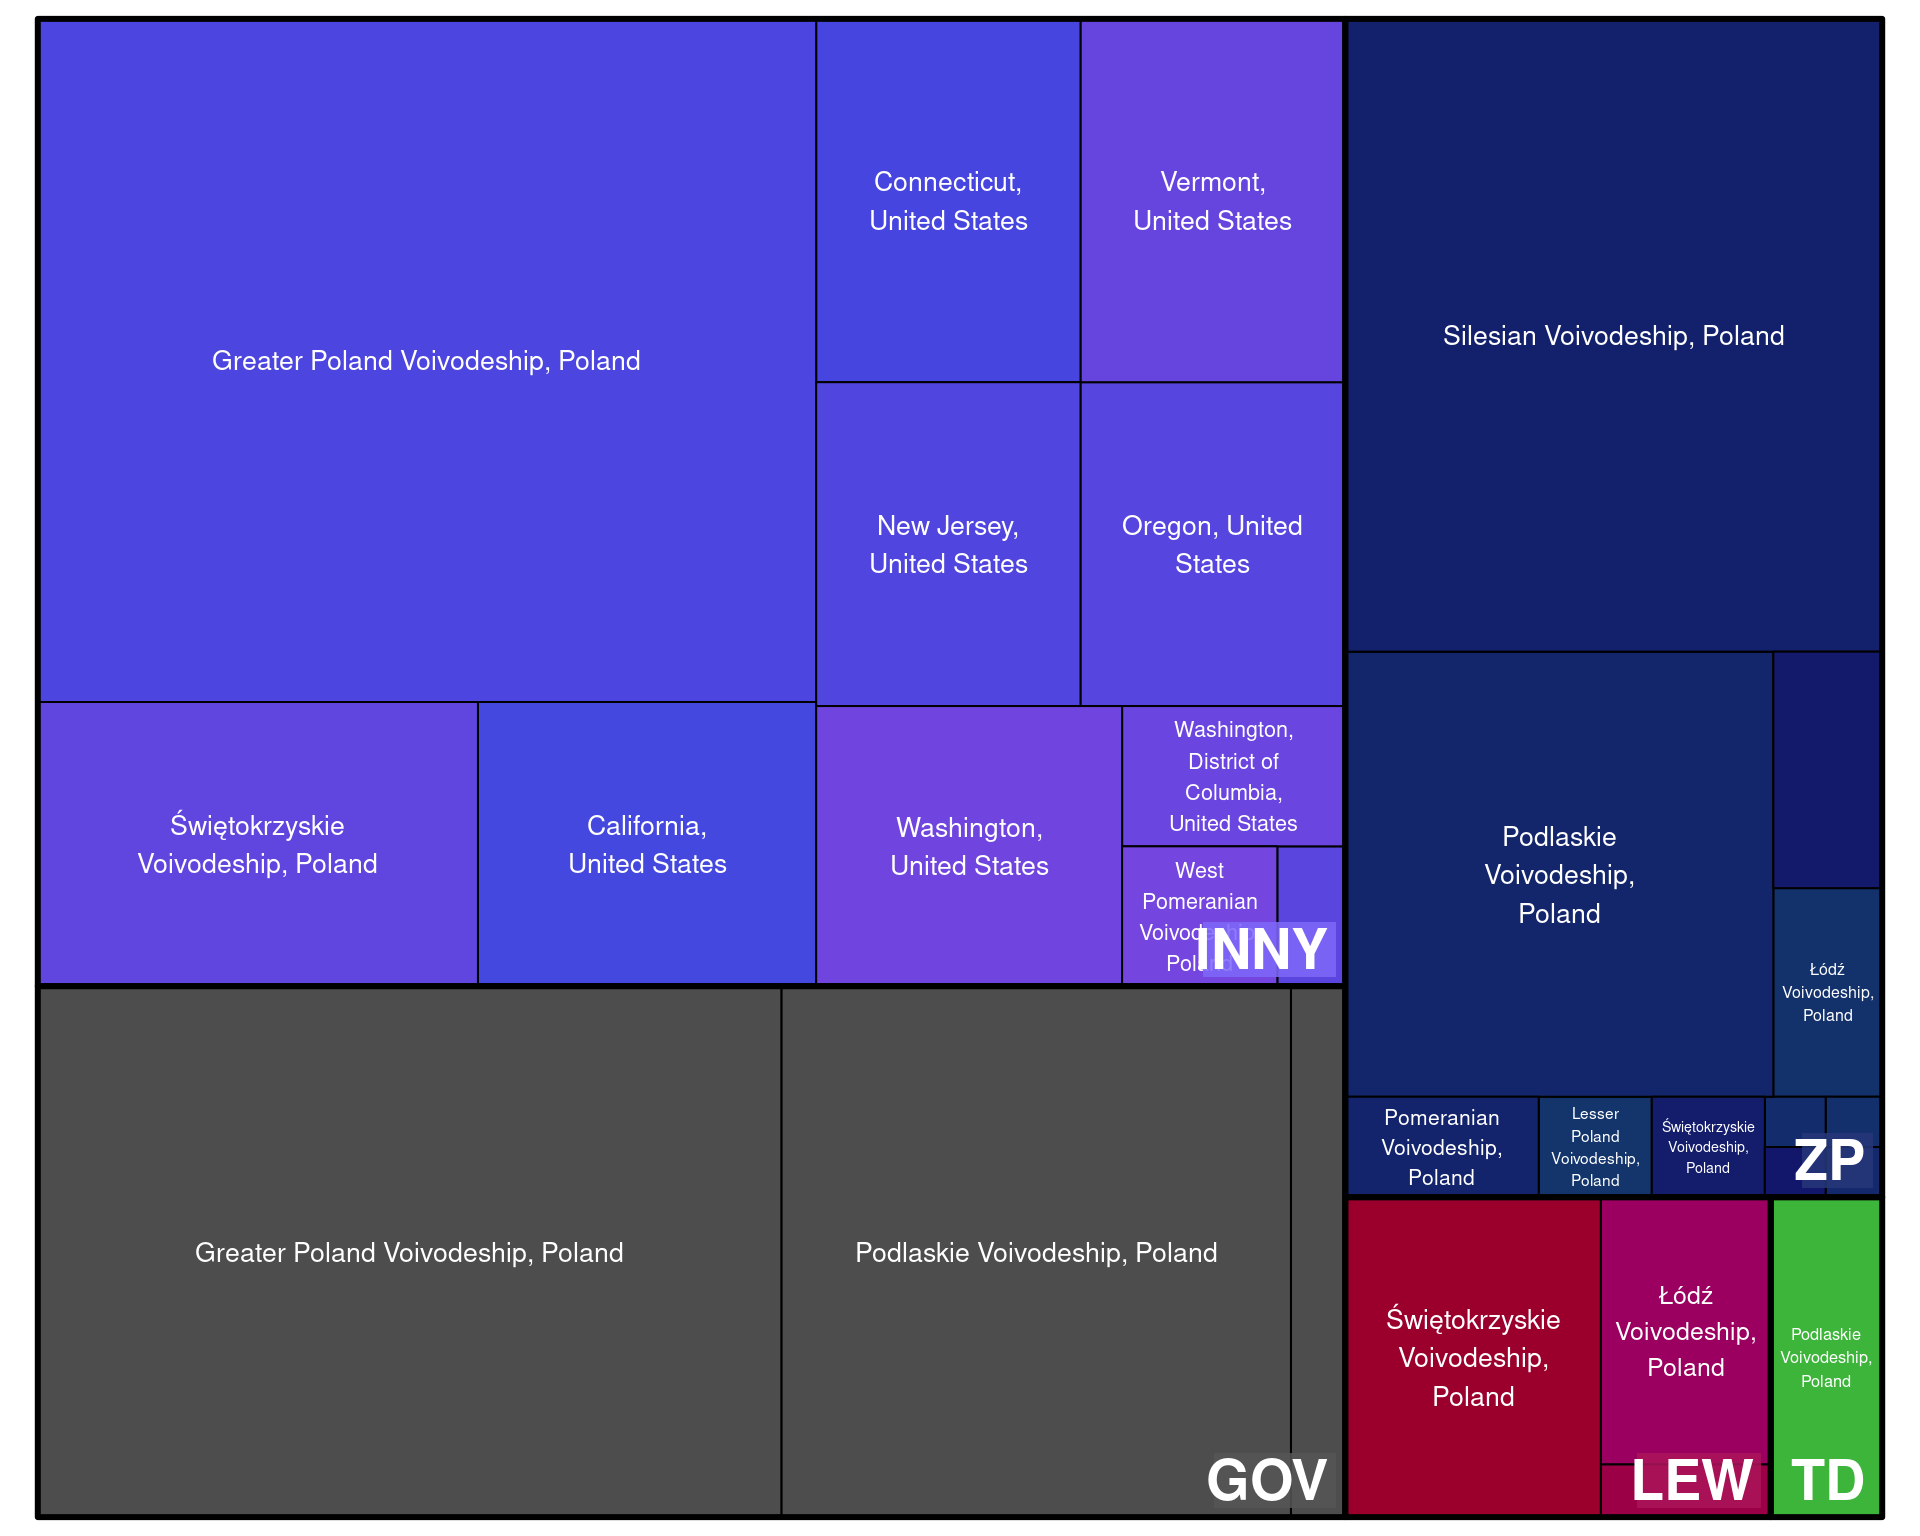 Greater Poland Voivodeship, Poland
Connecticut,
United States
Vermont,
United States
New Jersey,
United States
Oregon, United
States
Świętokrzyskie
Voivodeship, Poland
California,
United States
Washington,
United States
Washington,
District of
Columbia,
United States
West
Pomeranian
INNY
Greater Poland Voivodeship, Poland
Podlaskie Voivodeship, Poland
GOV
Silesian Voivodeship, Poland
Podlaskie
Voivodeship,
Poland
Łódź
Voivodeship,
Poland
Pomeranian
Voivodeship,
Poland
Lesser
Poland
Voivodeship,
Poland
Świętokrzyskie
Voivodeship,
Poland
ZP
Świętokrzyskie
Voivodeship,
Poland
Łódź
Voivodeship,
Poland
LEW
Podlaskie
Voivodeship,
Poland
TD